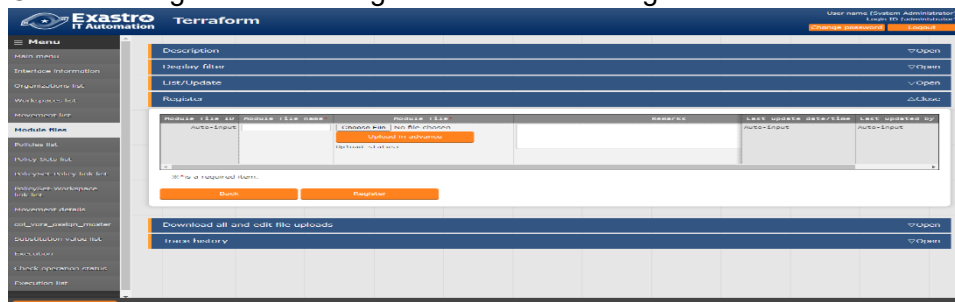 Exastro
IT Automation
Terraform
User name [System Administrator
Login ID [administrator
Change password
Logout
Menu
Main menu
Interface information
Organizations list
Workspaces list
Movement list
Module files
Policies list
Policy Sets list
PolicySet-Policy link list
PolicySet-Workspace
link list
Movement details
Substitution value list
Execution
Check operation status
Execution list
Description
▽Open
Display filter
▽Open
List/Update
▽Open
Register
△Close
Module file ID
Module file name
Module file*
Remarks
Last update date/time
Last updated by
Auto-input
Choose File No file chosen
Auto-input
Auto-input
Upload in advance
Upload status:
※*is a required item.
Back
Register
Download all and edit file uploads
▽Open
Trace history
▽Open